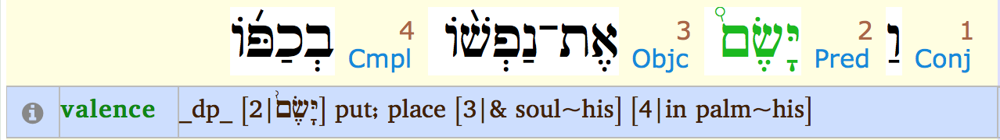 1 Conj וַ 2 Pred יָּשֶׂם֩ 3 Objc אֶת־נַפְשׁ֨וֹ 4 Cmpl בְכַפּ֜וֹ
valence _dp_ [2|יָּשֶׂם֩] put; place [3|& soul~his] [4|in palm~his]